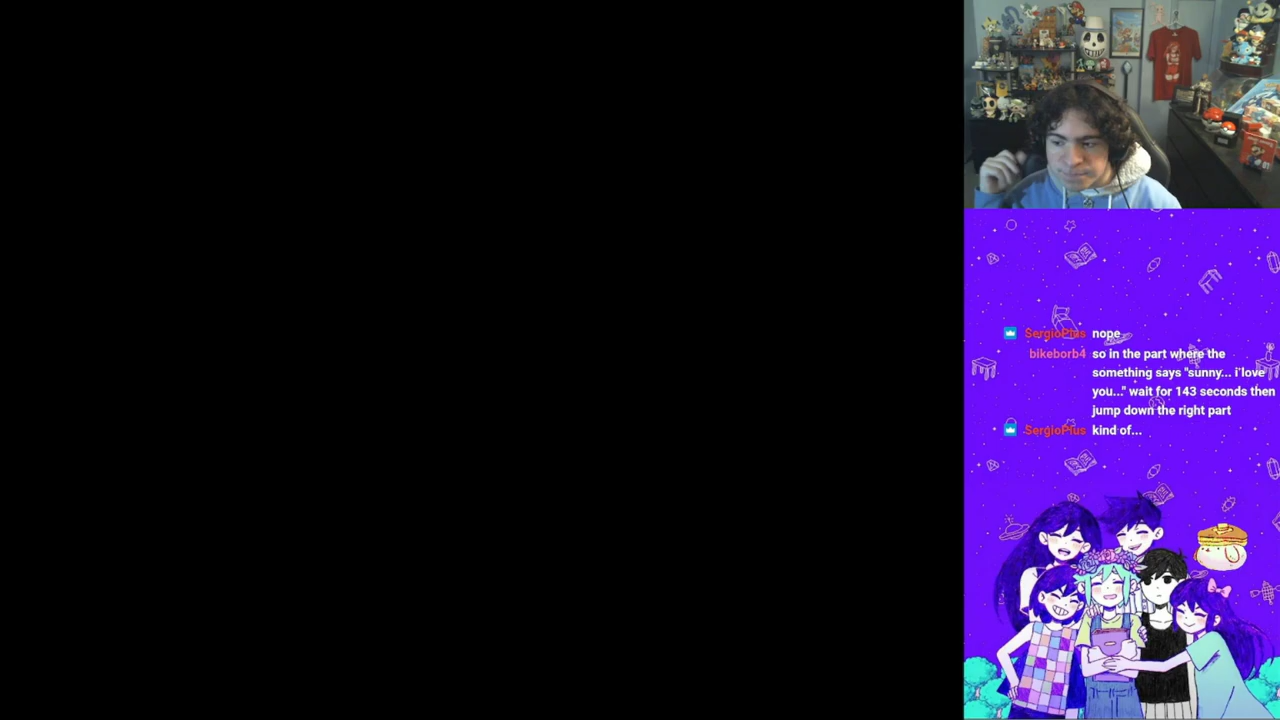 SergioPlus nope
bikeborb4 so in the part where the
something says "sunny... i love
you..." wait for 143 seconds then
jump down the right part
SergioPlus kind of...